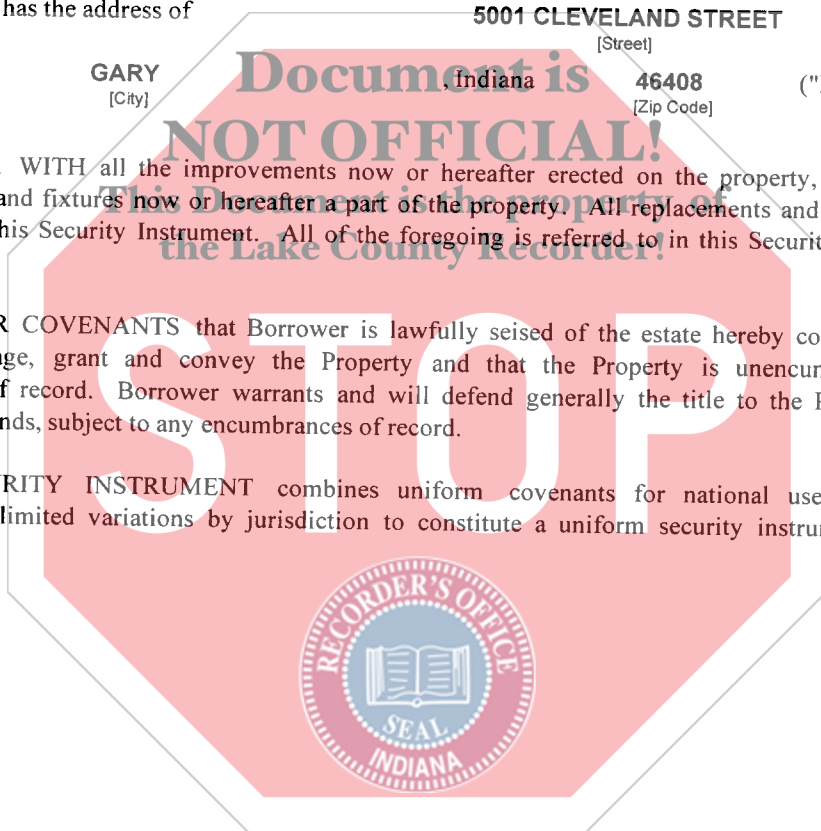 has the address of 5001 CLEVELAND STREET
[Street]
GARY , Indiana 46408 ("
[City] [Zip Code]
Document is
NOT OFFICIAL!
This Document is the property of
the Lake County Recorder!
WITH all the improvements now or hereafter erected on the property,
and fixtures now or hereafter a part of the property. All replacements and
his Security Instrument. All of the foregoing is referred to in this Securit
R COVENANTS that Borrower is lawfully seised of the estate hereby co
ge, grant and convey the Property and that the Property is unencum
f record. Borrower warrants and will defend generally the title to the P
nds, subject to any encumbrances of record.
STOP
RITY INSTRUMENT combines uniform covenants for national use
limited variations by jurisdiction to constitute a uniform security instru
RECORDER'S OFFICE
SEAL
INDIANA